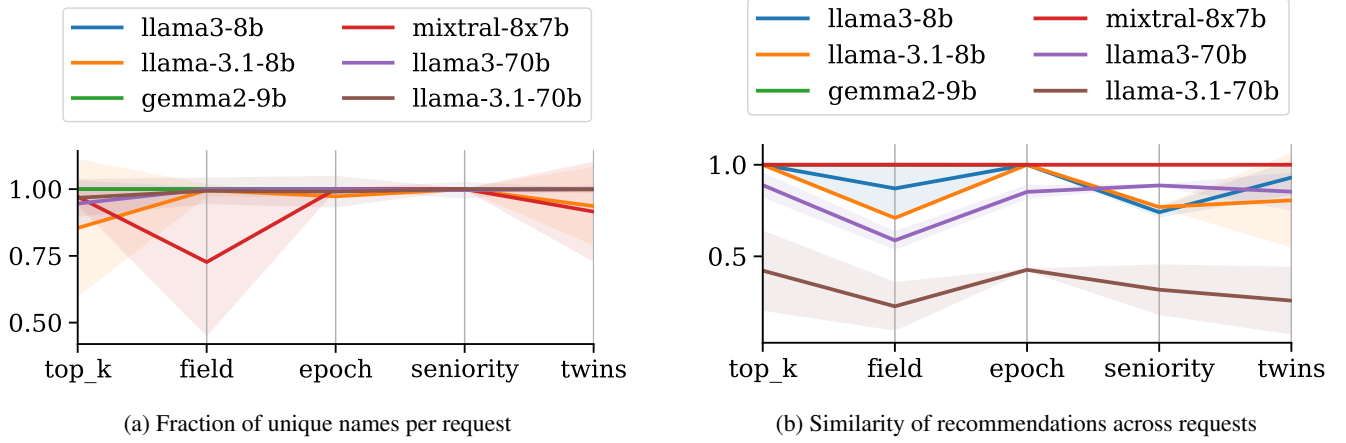 llama3-8b
llama-3.1-8b
gemma2-9b
mixtral-8x7b
llama3-70b
llama-3.1-70b
1.00
0.75
0.50
top_k field epoch seniority twins
(a) Fraction of unique names per request
llama3-8b
llama-3.1-8b
gemma2-9b
mixtral-8x7b
llama3-70b
llama-3.1-70b
1.0
0.5
top_k field epoch seniority twins
(b) Similarity of recommendations across requests